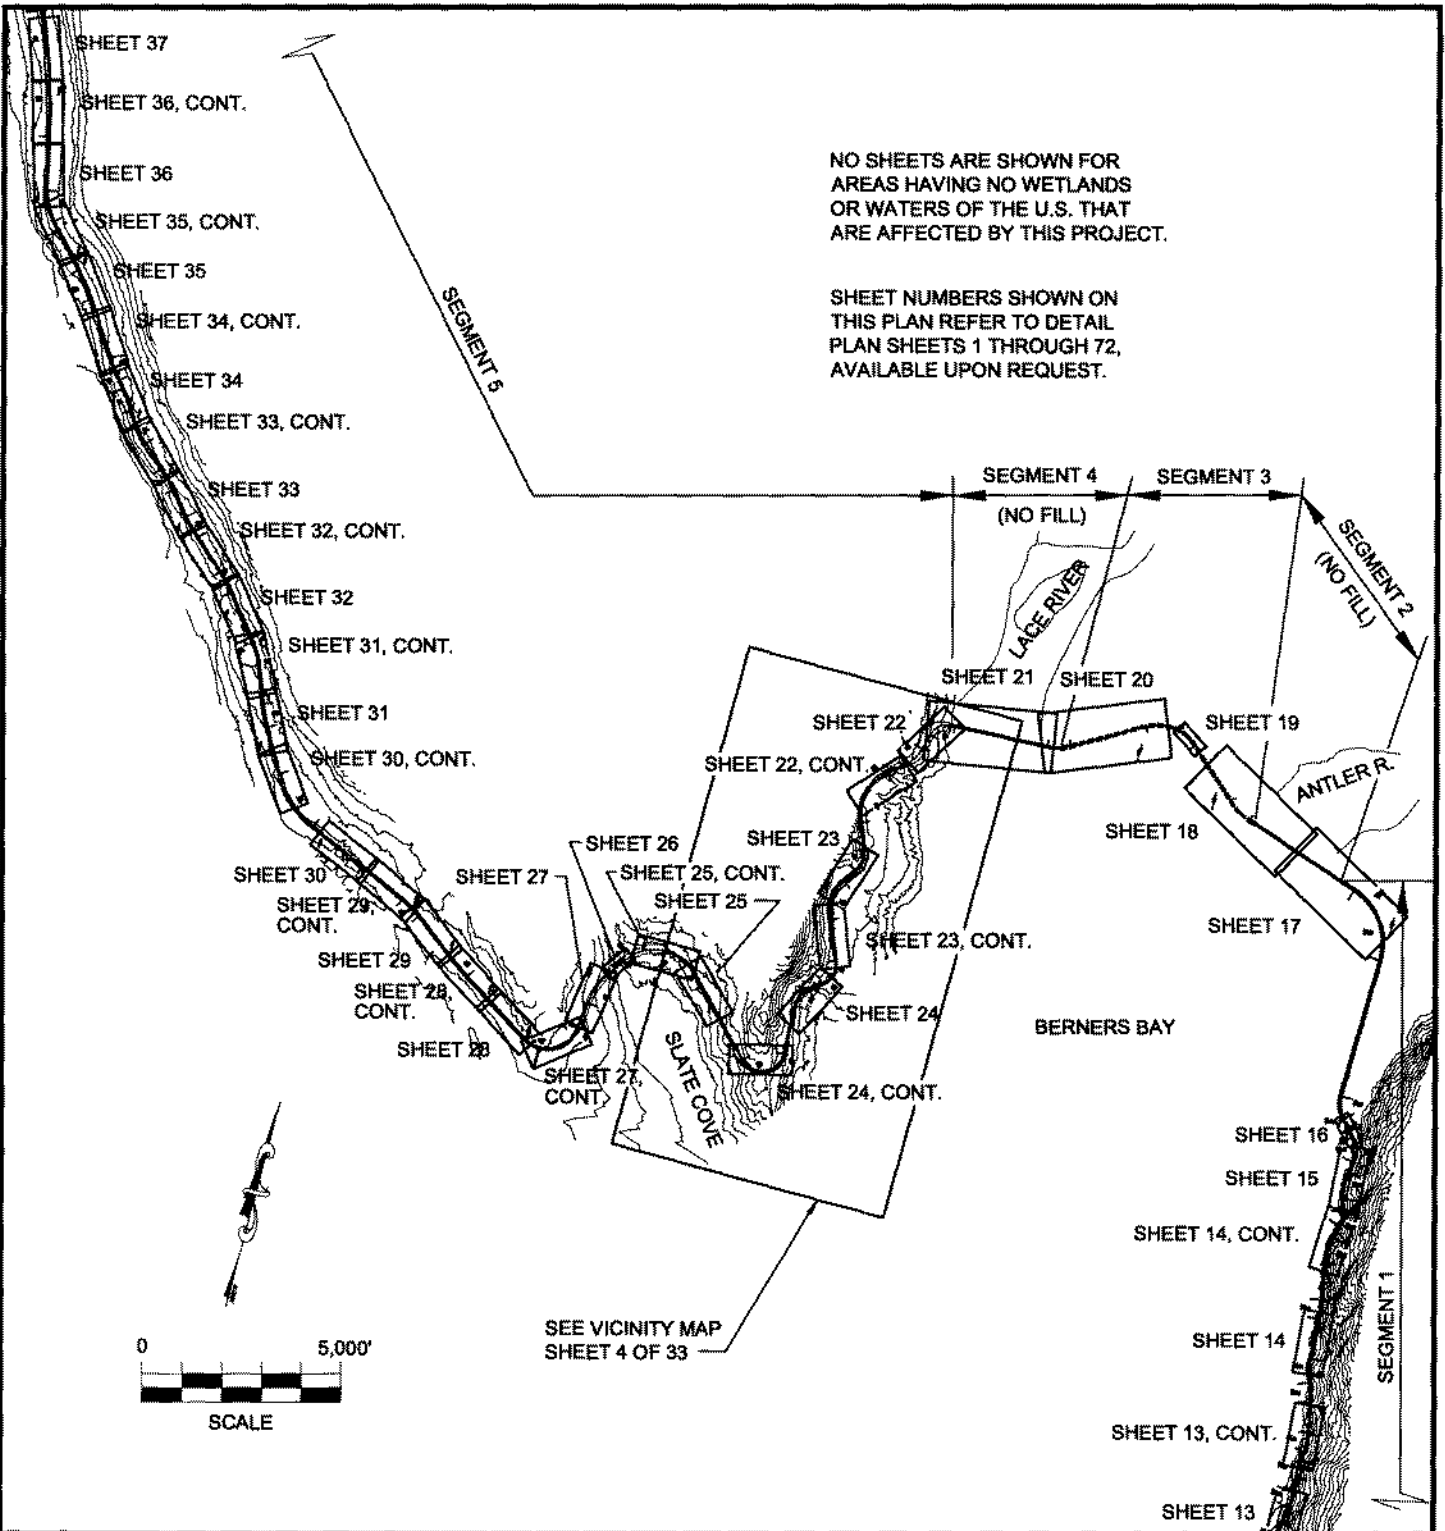 SHEET 37
SHEET 36, CONT.
SHEET 36
SHEET 35, CONT.
SHEET 35
SHEET 34, CONT.
SHEET 34
SHEET 33, CONT.
SHEET 33
SHEET 32, CONT.
SHEET 32
SHEET 31, CONT.
SHEET 31
SHEET 30, CONT.
SHEET 30
SHEET 29,
CONT.
SHEET 29
SHEET 28,
CONT.
SHEET 28
SHEET 27
CONT.
SHEET 27
SHEET 26
SHEET 25, CONT.
SHEET 25
SLATE COVE
SEGMENT 5
NO SHEETS ARE SHOWN FOR
AREAS HAVING NO WETLANDS
OR WATERS OF THE U.S. THAT
ARE AFFECTED BY THIS PROJECT.
SHEET NUMBERS SHOWN ON
THIS PLAN REFER TO DETAIL
PLAN SHEETS 1 THROUGH 72,
AVAILABLE UPON REQUEST.
SEGMENT 4
(NO FILL)
SEGMENT 3
SEGMENT 2
(NO FILL)
LACE RIVER
SHEET 21
SHEET 20
SHEET 22
SHEET 19
SHEET 22, CONT.
ANTLER R.
SHEET 18
SHEET 23
SHEET 17
SHEET 23, CONT.
SHEET 24
BERNERS BAY
SHEET 24, CONT.
SHEET 16
SHEET 15
SHEET 14, CONT.
SEGMENT 1
SHEET 14
SHEET 13, CONT.
SHEET 13
SEE VICINITY MAP
SHEET 4 OF 33
0 5,000'
SCALE